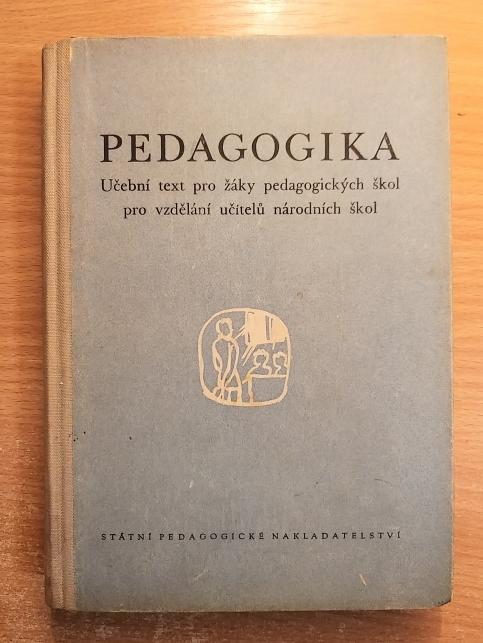 PEDAGOGIKA
Učební text pro žáky pedagogických škol
pro vzdělání učitelů národních škol
STÁTNÍ PEDAGOGICKÉ NAKLADATELSTVÍ